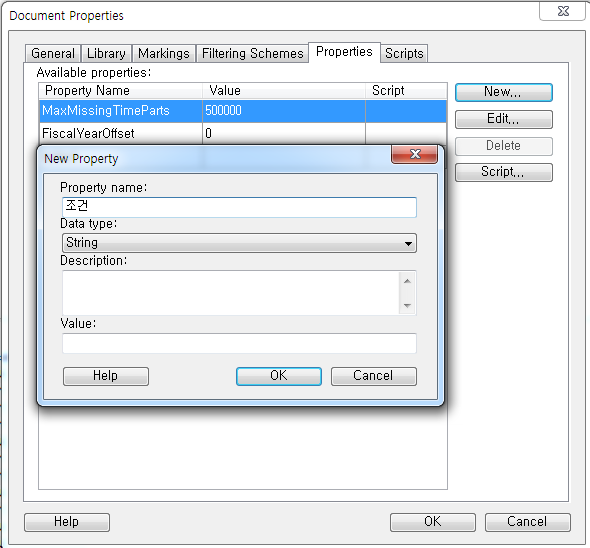 Document Properties
General Library Markings Filtering Schemes Properties Scripts
Available properties:
Property Name Value Script
MaxMissingTimeParts 500000
FiscalYearOffset 0
New...
Edit...
Delete
Script...
New Property
Property name:
조건
Data type:
String
Description:
Value:
Help OK Cancel
Help OK Cancel